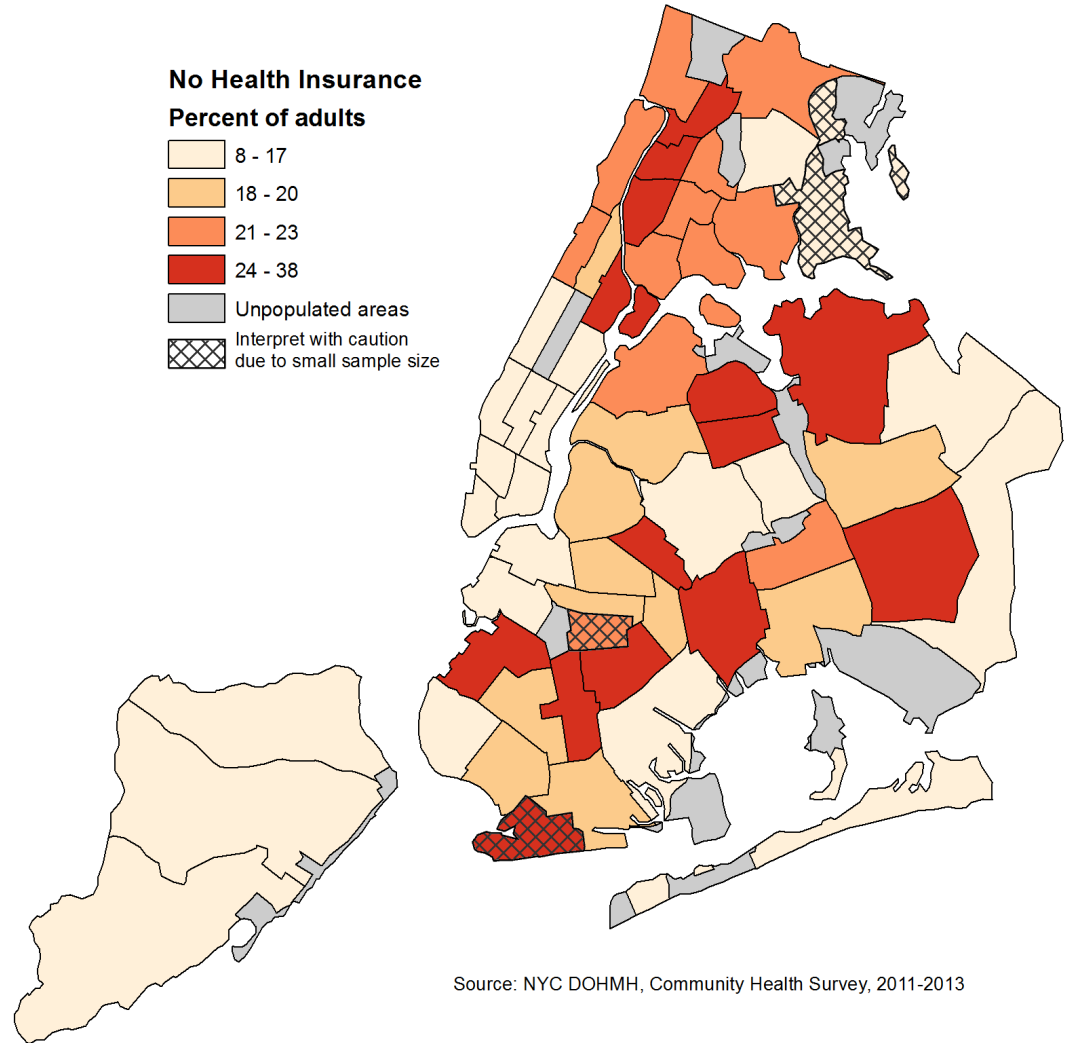 No Health Insurance
Percent of adults
8 - 17
18 - 20
21 - 23
24 - 38
Unpopulated areas
Interpret with caution
due to small sample size
Source: NYC DOHMH, Community Health Survey, 2011-2013